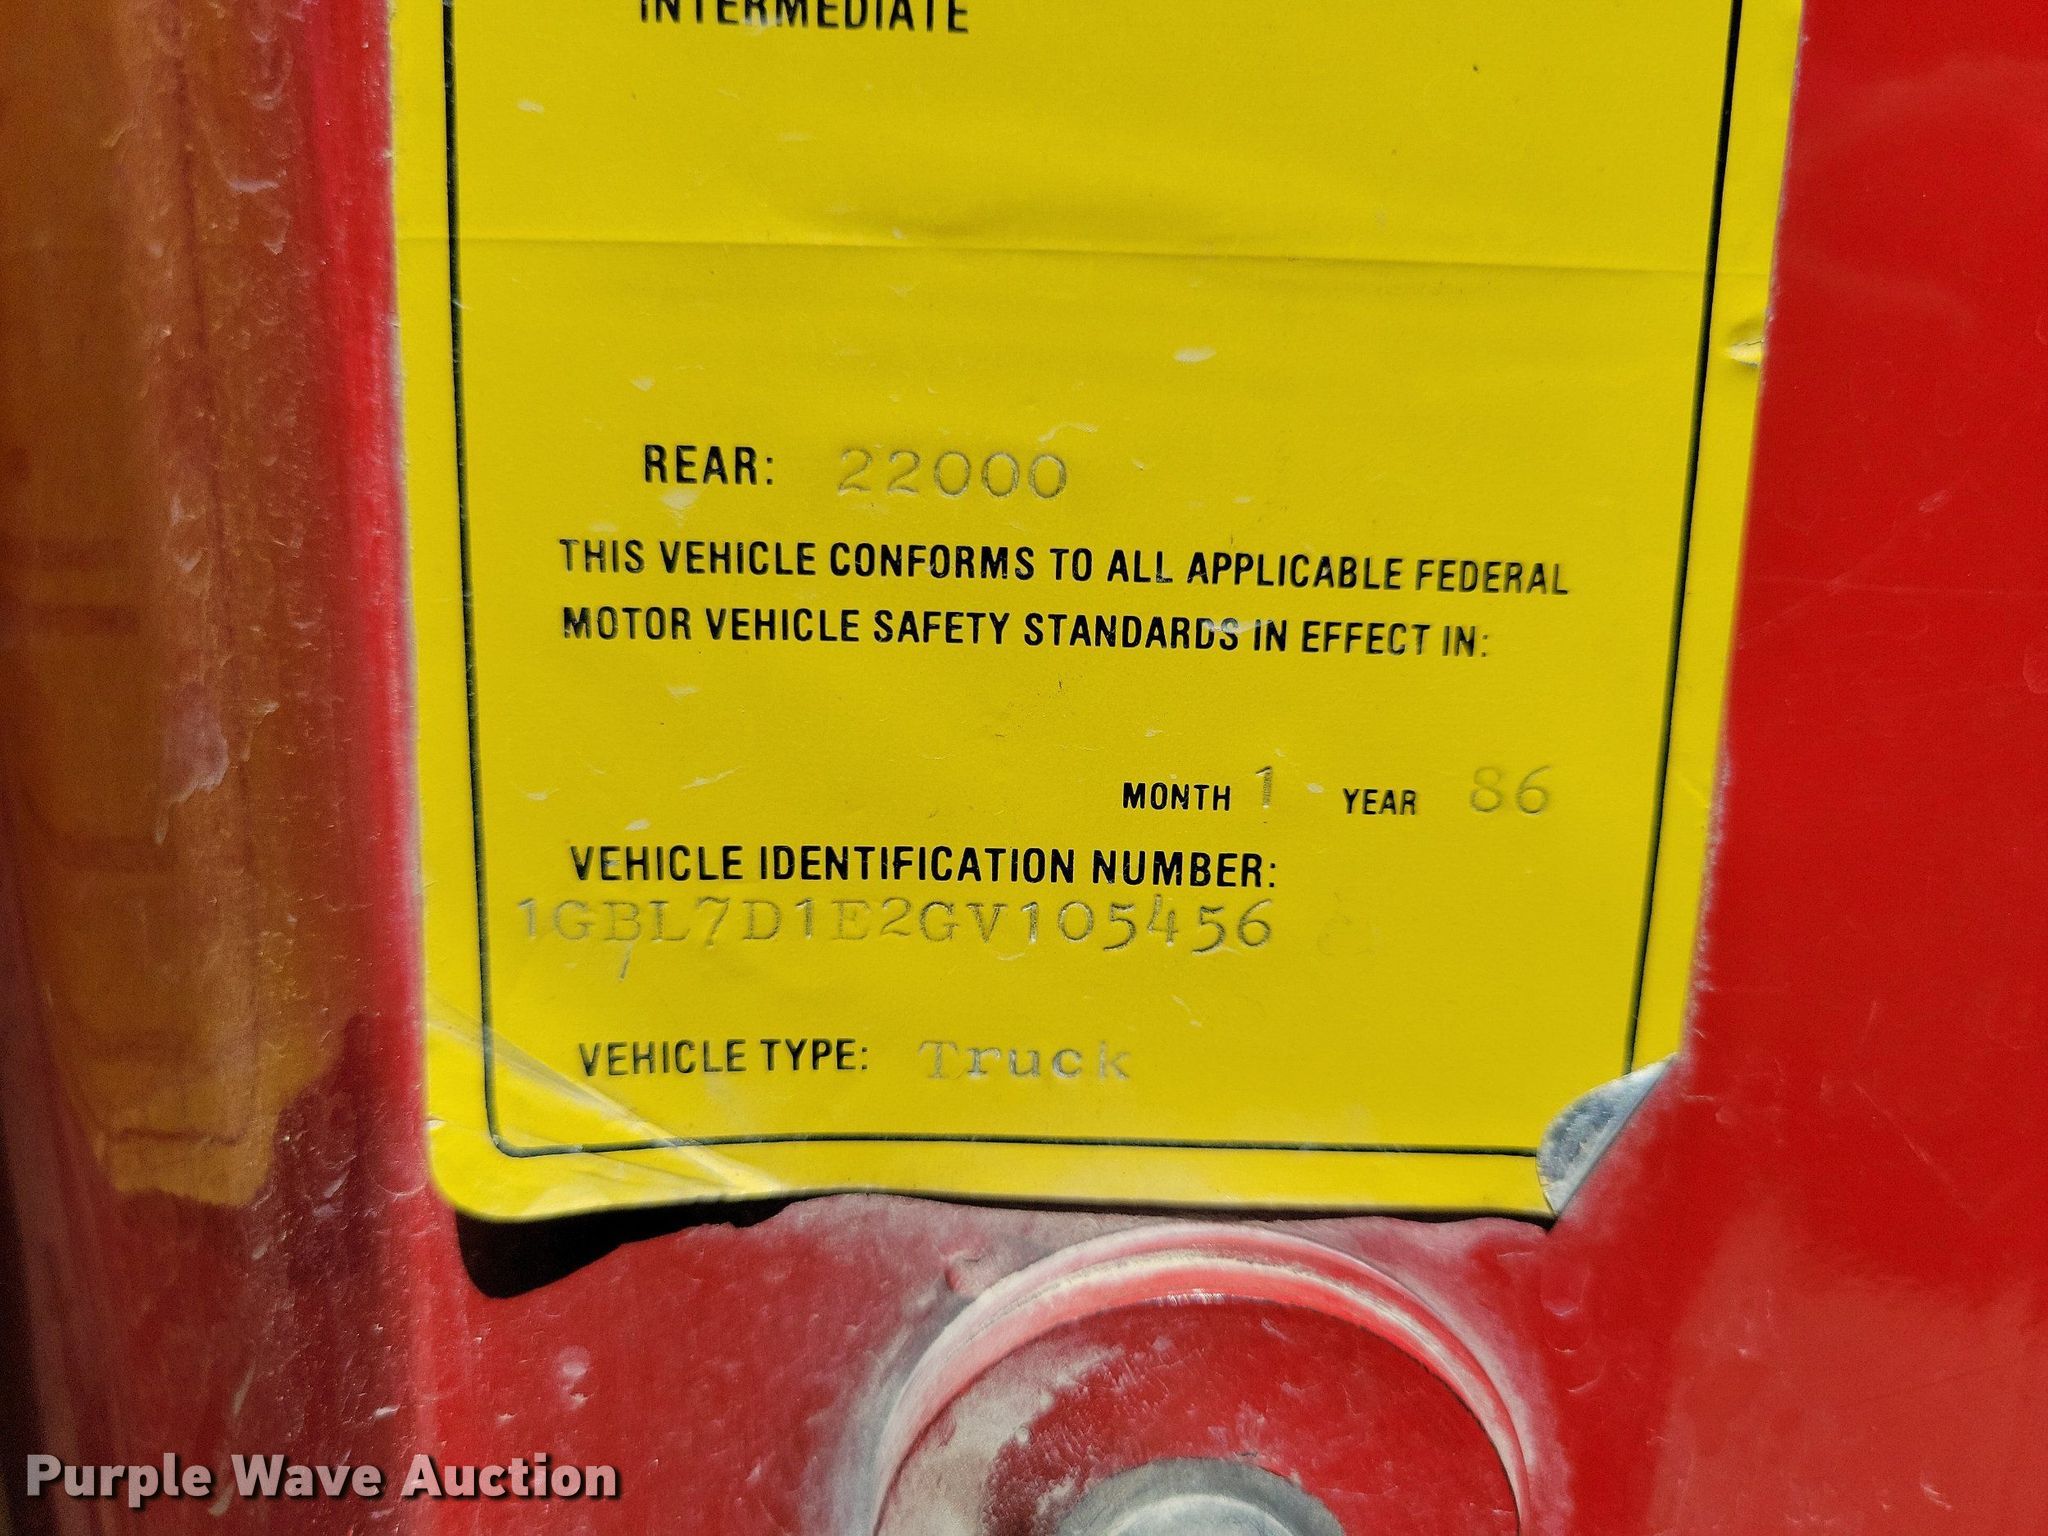 INTERMEDIATE
REAR: 22000
THIS VEHICLE CONFORMS TO ALL APPLICABLE FEDERAL
MOTOR VEHICLE SAFETY STANDARDS IN EFFECT IN:
MONTH 1 YEAR 86
VEHICLE IDENTIFICATION NUMBER:
1GBL7D1E2GV105456
VEHICLE TYPE: Truck
Purple Wave Auction